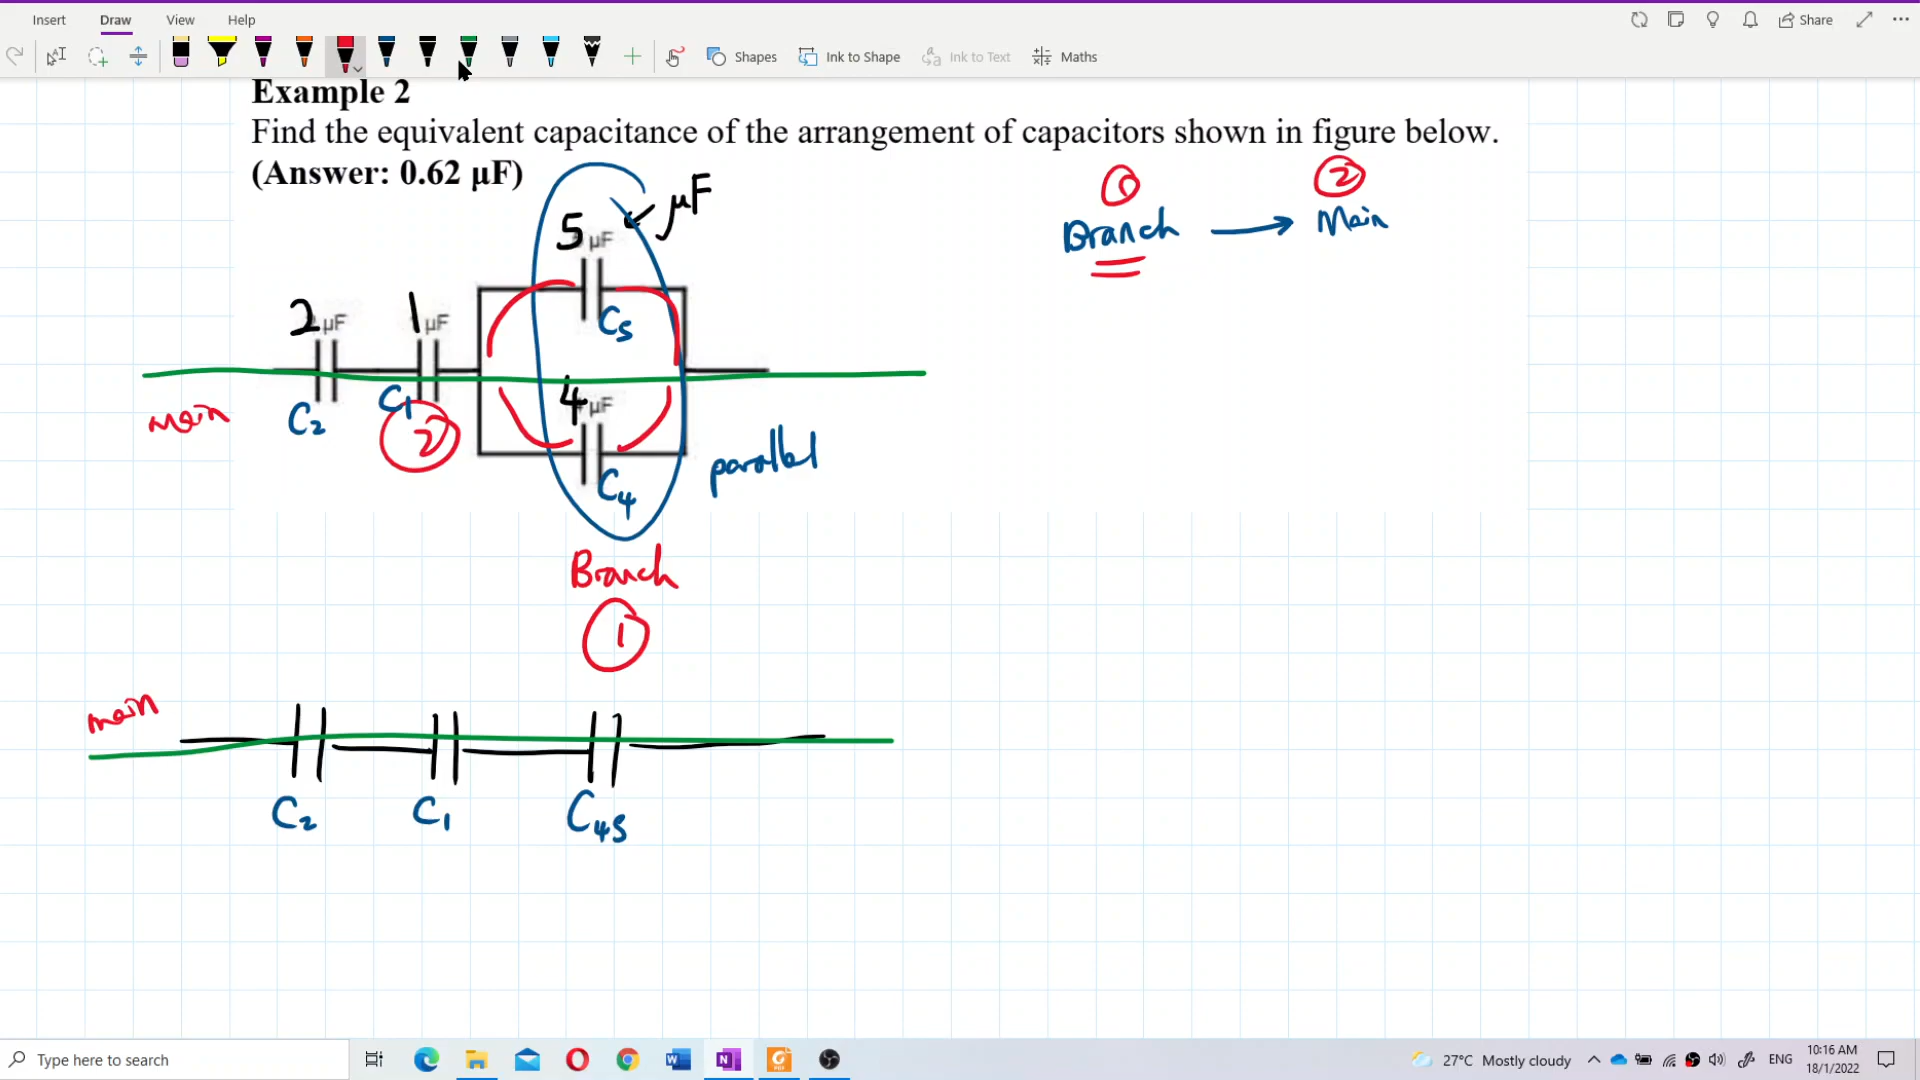 Insert Draw View Help
Share
Shapes Ink to Shape Ink to Text Maths
Example 2
Find the equivalent capacitance of the arrangement of capacitors shown in figure below.
(Answer: 0.62 µF)
µF
① ②
Branch → Main
5 µF
2 µF 1 µF
C5
main C2 C1
②
4 µF
C4
parallel
Branch
①
main
C2 C1 C45
Type here to search
27°C Mostly cloudy
ENG
10:16 AM
18/1/2022